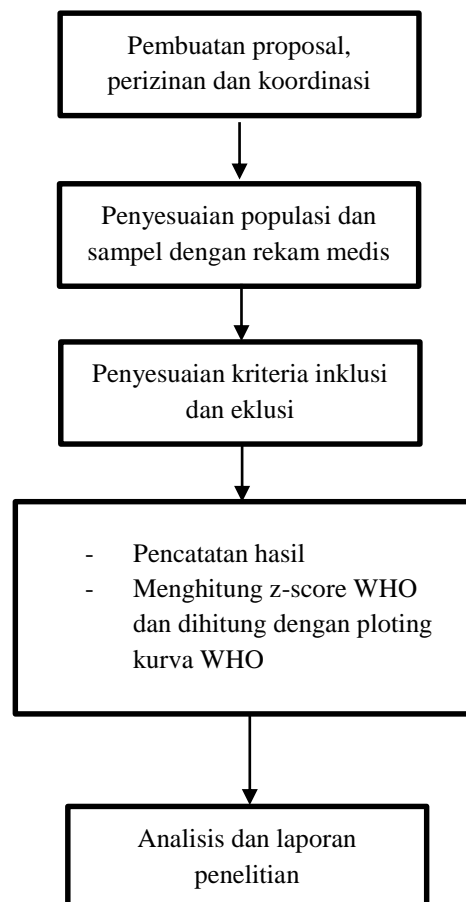 Pembuatan proposal,
perizinan dan koordinasi
Penyesuaian populasi dan
sampel dengan rekam medis
Penyesuaian kriteria inklusi
dan eklusi
- Pencatatan hasil
- Menghitung z-score WHO
dan dihitung dengan ploting
kurva WHO
Analisis dan laporan
penelitian